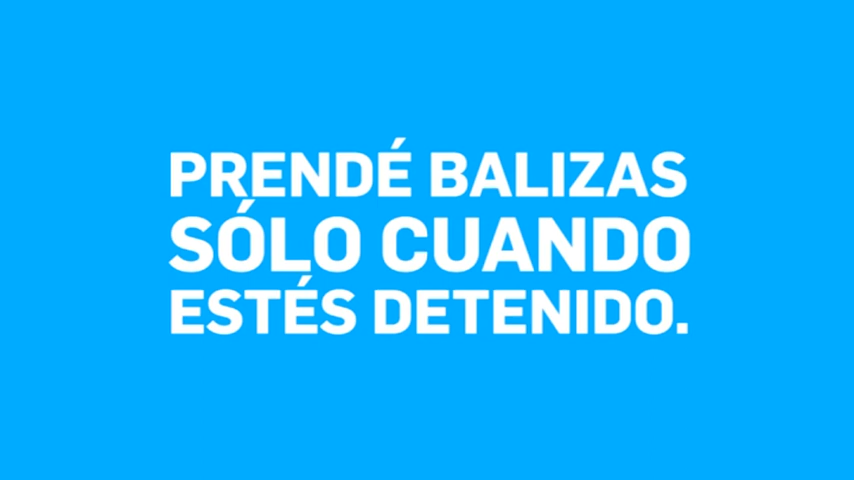 PRENDÉ BALIZAS
SÓLO CUANDO
ESTÉS DETENIDO.